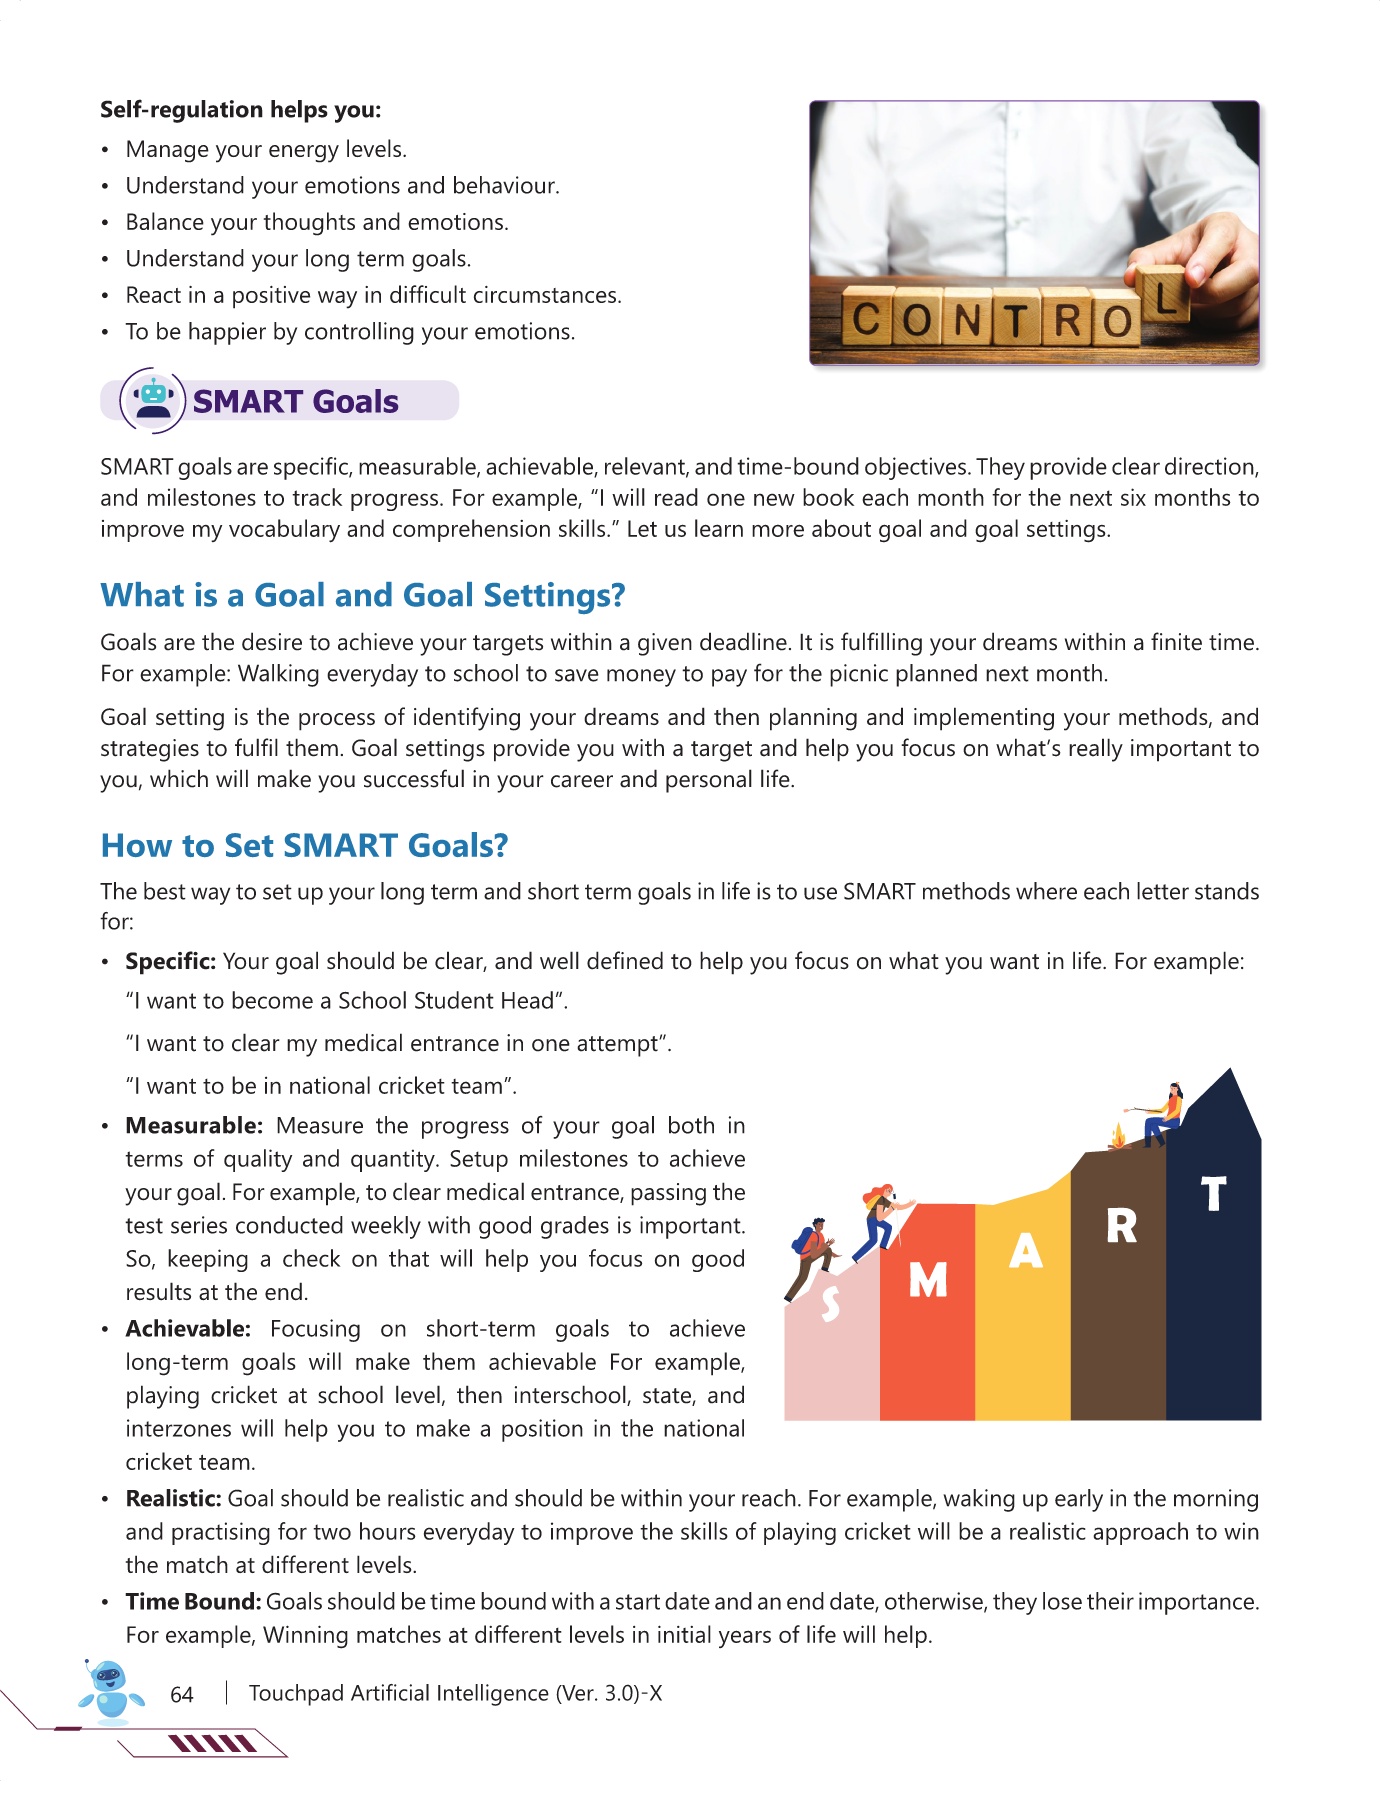 Self-regulation helps you:
• Manage your energy levels.
• Understand your emotions and behaviour.
• Balance your thoughts and emotions.
• Understand your long term goals.
• React in a positive way in difficult circumstances.
• To be happier by controlling your emotions.
CONTROL
SMART Goals
SMART goals are specific, measurable, achievable, relevant, and time-bound objectives. They provide clear direction,
and milestones to track progress. For example, “I will read one new book each month for the next six months to
improve my vocabulary and comprehension skills.” Let us learn more about goal and goal settings.
What is a Goal and Goal Settings?
Goals are the desire to achieve your targets within a given deadline. It is fulfilling your dreams within a finite time.
For example: Walking everyday to school to save money to pay for the picnic planned next month.
Goal setting is the process of identifying your dreams and then planning and implementing your methods, and
strategies to fulfil them. Goal settings provide you with a target and help you focus on what’s really important to
you, which will make you successful in your career and personal life.
How to Set SMART Goals?
The best way to set up your long term and short term goals in life is to use SMART methods where each letter stands
for:
• Specific: Your goal should be clear, and well defined to help you focus on what you want in life. For example:
“I want to become a School Student Head”.
“I want to clear my medical entrance in one attempt”.
“I want to be in national cricket team”.
• Measurable: Measure the progress of your goal both in
terms of quality and quantity. Setup milestones to achieve
your goal. For example, to clear medical entrance, passing the
test series conducted weekly with good grades is important.
So, keeping a check on that will help you focus on good
results at the end.
• Achievable: Focusing on short-term goals to achieve
long-term goals will make them achievable For example,
playing cricket at school level, then interschool, state, and
interzones will help you to make a position in the national
cricket team.
S M A R T
• Realistic: Goal should be realistic and should be within your reach. For example, waking up early in the morning
and practising for two hours everyday to improve the skills of playing cricket will be a realistic approach to win
the match at different levels.
• Time Bound: Goals should be time bound with a start date and an end date, otherwise, they lose their importance.
For example, Winning matches at different levels in initial years of life will help.
64 | Touchpad Artificial Intelligence (Ver. 3.0)-X